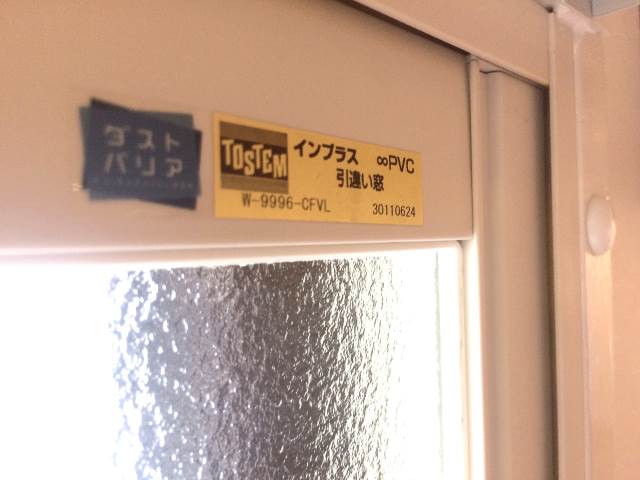 ダスト
バリア
TOSTEM
インプラス ∞PVC
引違い窓
W-9996-CFVL 30110624